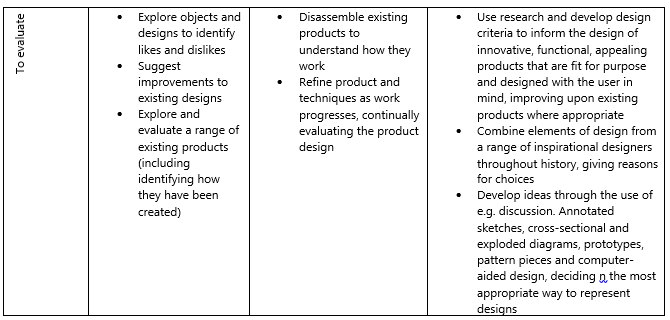 To evaluate
• Explore objects and
designs to identify
likes and dislikes
• Suggest
improvements to
existing designs
• Explore and
evaluate a range of
existing products
(including
identifying how
they have been
created)
• Disassemble existing
products to
understand how they
work
• Refine product and
techniques as work
progresses, continually
evaluating the product
design
• Use research and develop design
criteria to inform the design of
innovative, functional, appealing
products that are fit for purpose
and designed with the user in
mind, improving upon existing
products where appropriate
• Combine elements of design from
a range of inspirational designers
throughout history, giving reasons
for choices
• Develop ideas through the use of
e.g. discussion. Annotated
sketches, cross-sectional and
exploded diagrams, prototypes,
pattern pieces and computer-
aided design, deciding n the most
appropriate way to represent
designs